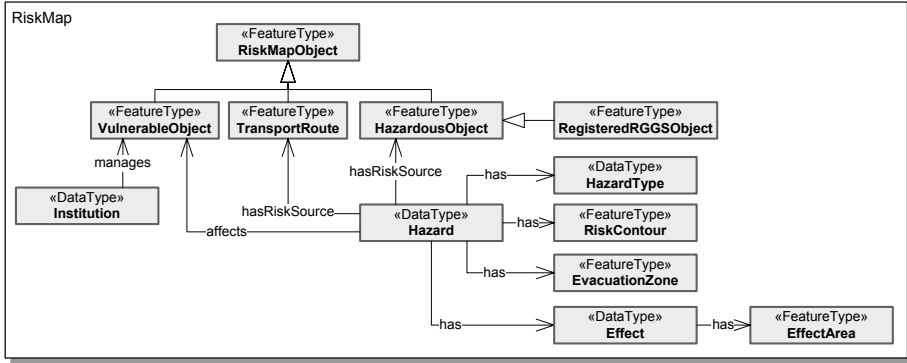 RiskMap
«FeatureType»
RiskMapObject
«FeatureType»
VulnerableObject
«FeatureType»
TransportRoute
«FeatureType»
HazardousObject
«FeatureType»
RegisteredRGGSObject
manages
hasRiskSource
«DataType»
Institution
hasRiskSource
affects
«DataType»
Hazard
has
«DataType»
HazardType
has
«FeatureType»
RiskContour
has
«FeatureType»
EvacuationZone
has
«DataType»
Effect
has
«FeatureType»
EffectArea